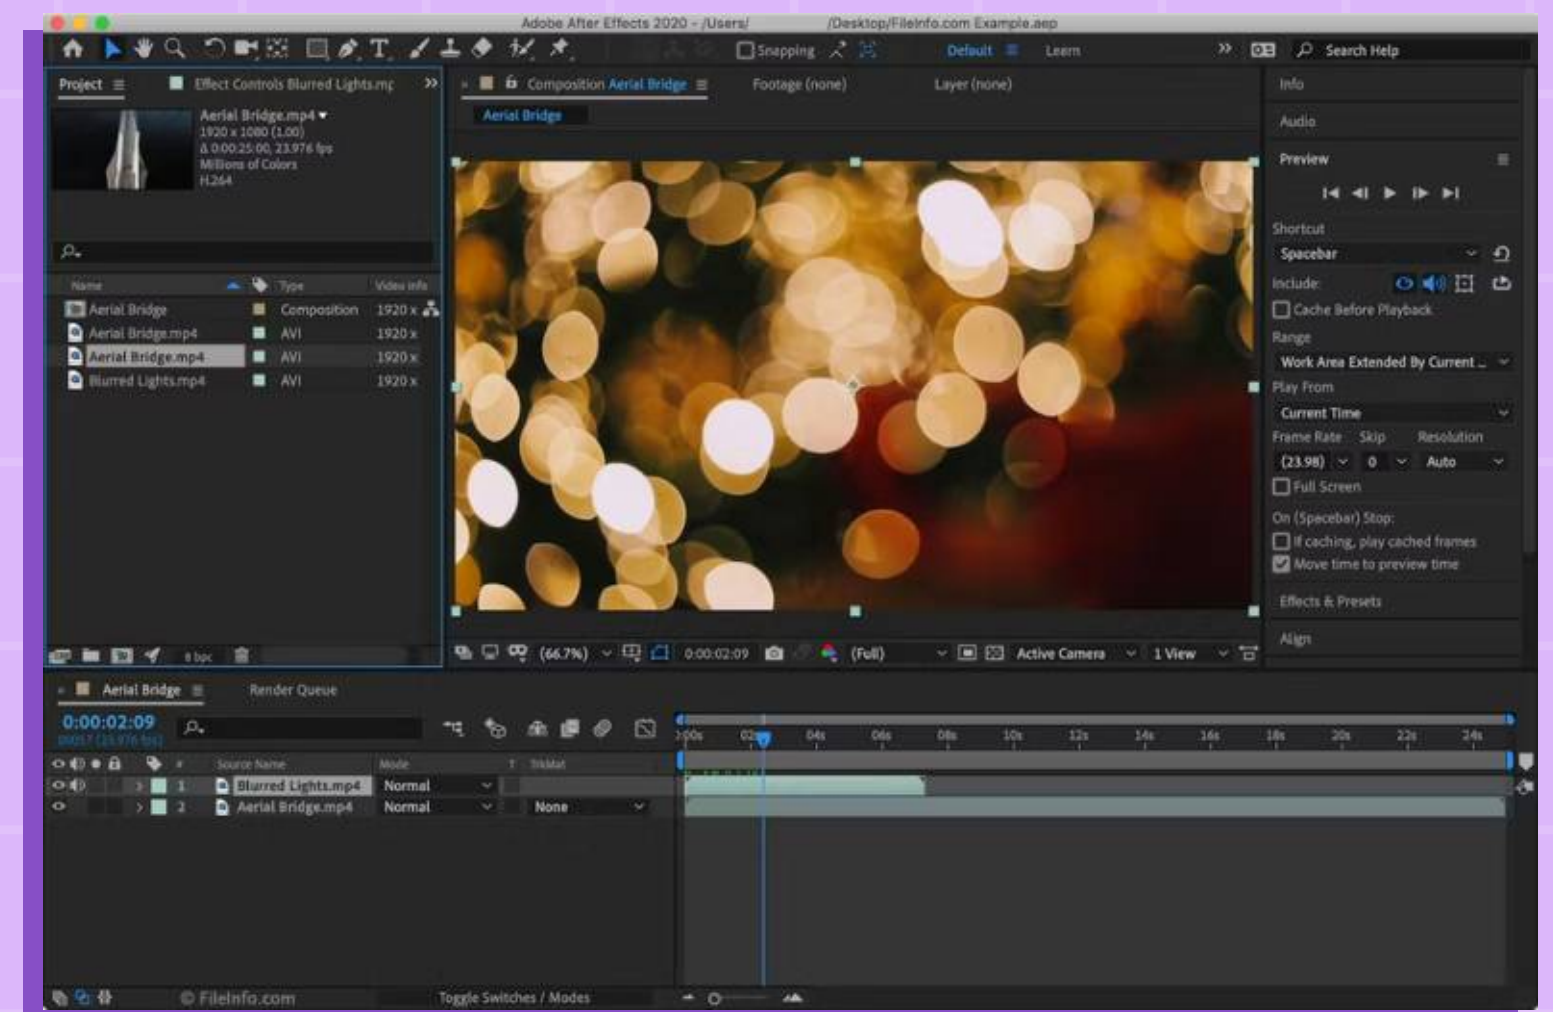 Adobe After Effects 2020 - /Users/ /Desktop/FileInfo.com Example.aep
T Snapping Default Learn Search Help
Project Effect Controls Blurred Lights.mp
Composition Aerial Bridge Footage (none) Layer (none)
Info
Aerial Bridge.mp4
1920 x 1080 (1.00)
Δ 0:00:25:00, 23.976 fps
Millions of Colors
H.264
Aerial Bridge
Audio
Preview
Shortcut
Spacebar
Include:
Cache Before Playback
Range
Work Area Extended By Current ...
Play From
Current Time
Frame Rate Skip Resolution
(23.98) 0 Auto
Full Screen
On (Spacebar) Stop:
If caching, play cached frames
Move time to preview time
Effects & Presets
Align
Name Type Video Info
Aerial Bridge Composition 1920 x
Aerial Bridge.mp4 AVI 1920 x
Aerial Bridge.mp4 AVI 1920 x
Blurred Lights.mp4 AVI 1920 x
8 bpc
(66.7%) 0:00:02:09 (Full) Active Camera 1 View
Aerial Bridge Render Queue
0:00:02:09
00057 (23.976 fps)
:00s 02s 04s 06s 08s 10s 12s 14s 16s 18s 20s 22s 24s
# Source Name Mode T TrkMat
1 Blurred Lights.mp4 Normal
2 Aerial Bridge.mp4 Normal None
© FileInfo.com Toggle Switches / Modes